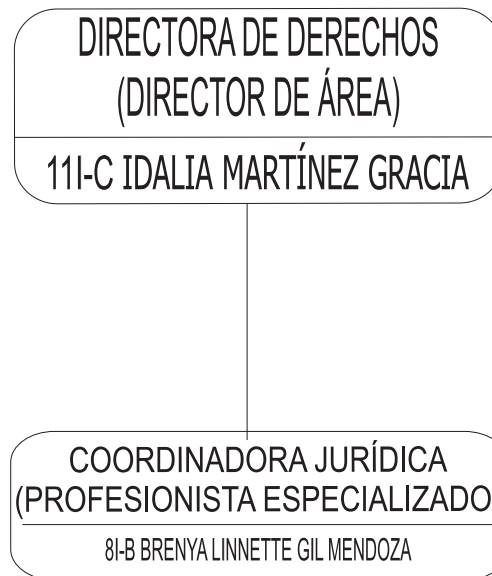 DIRECTORA DE DERECHOS
(DIRECTOR DE ÁREA)
11I-C IDALIA MARTÍNEZ GRACIA
COORDINADORA JURÍDICA
(PROFESIONISTA ESPECIALIZADO
8I-B BRENYA LINNETTE GIL MENDOZA